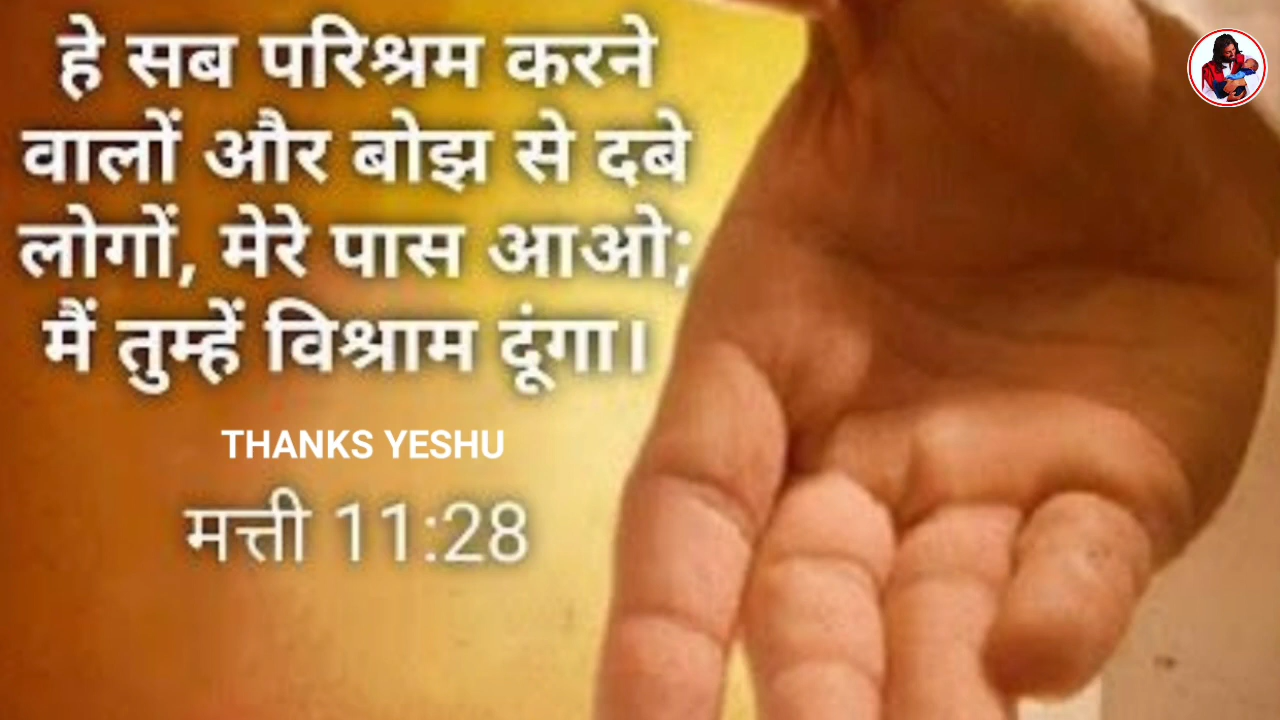 हे सब परिश्रम करने
वालों और बोझ से दबे
लोगों, मेरे पास आओ;
मैं तुम्हें विश्राम दूंगा।
THANKS YESHU
मत्ती 11:28